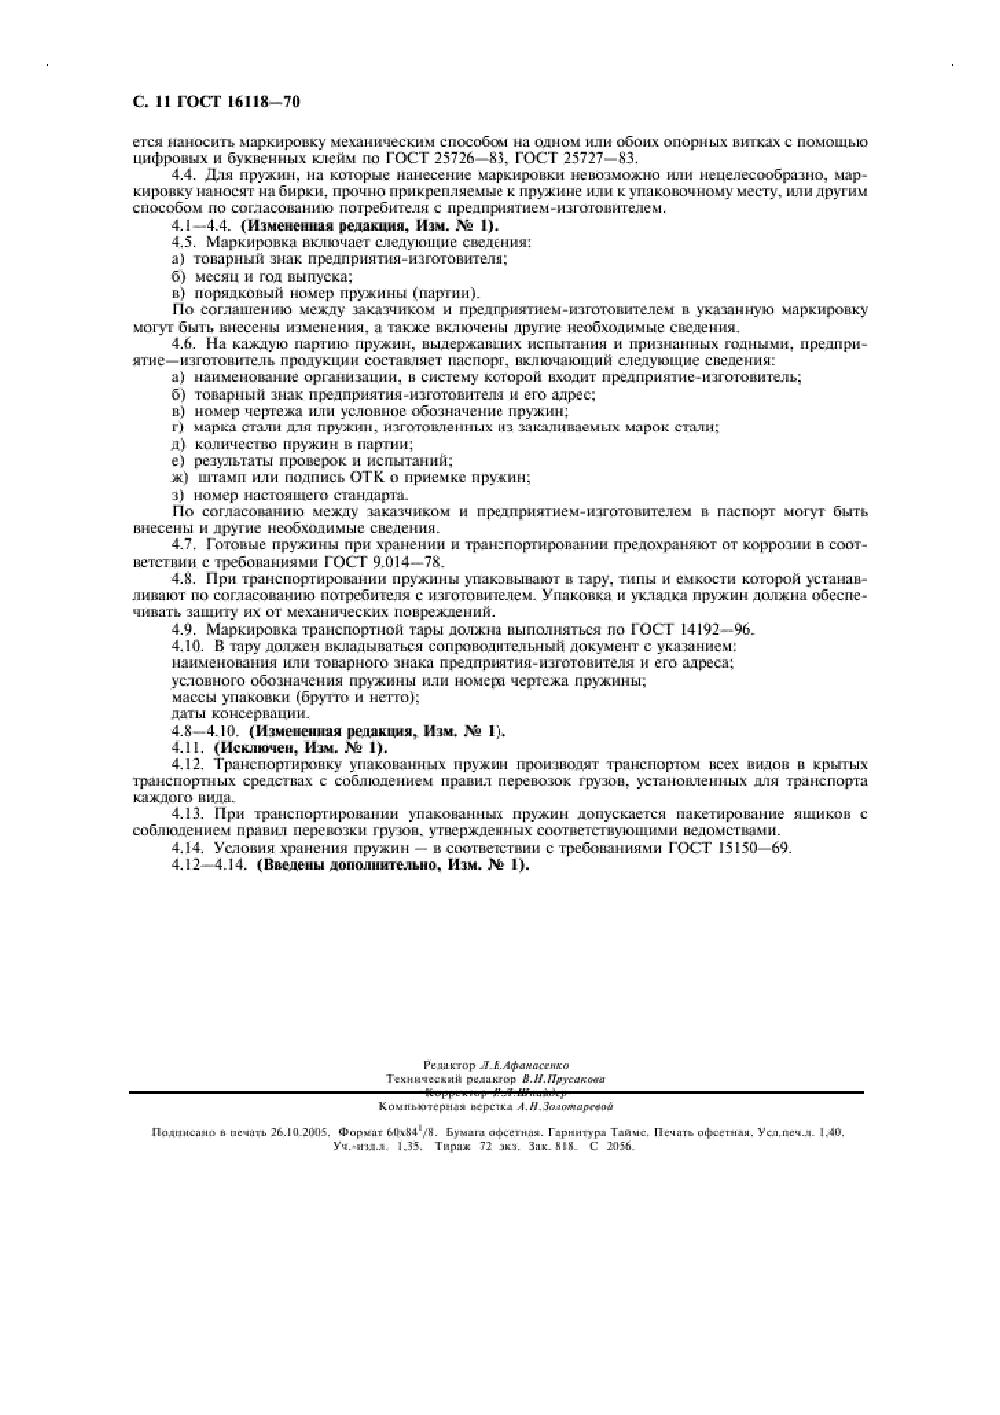 С. 11 ГОСТ 16118—70
ется наносить маркировку механическим способом на одном или обоих опорных витках с помощью
цифровых и буквенных клейм по ГОСТ 25726—83, ГОСТ 25727—83.
4.4. Для пружин, на которые нанесение маркировки невозможно или нецелесообразно, мар-
кировку наносят на бирки, прочно прикрепляемые к пружине или к упаковочному месту, или другим
способом по согласованию потребителя с предприятием-изготовителем.
4.1—4.4. (Измененная редакция, Изм. № 1).
4.5. Маркировка включает следующие сведения:
а) товарный знак предприятия-изготовителя;
б) месяц и год выпуска;
в) порядковый номер пружины (партии).
По соглашению между заказчиком и предприятием-изготовителем в указанную маркировку
могут быть внесены изменения, а также включены другие необходимые сведения.
4.6. На каждую партию пружин, выдержавших испытания и признанных годными, предпри-
ятие—изготовитель продукции составляет паспорт, включающий следующие сведения:
а) наименование организации, в систему которой входит предприятие-изготовитель;
б) товарный знак предприятия-изготовителя и его адрес;
в) номер чертежа или условное обозначение пружин;
г) марка стали для пружин, изготовленных из закаливаемых марок стали;
д) количество пружин в партии;
е) результаты проверок и испытаний;
ж) штамп или подпись ОТК о приемке пружин;
з) номер настоящего стандарта.
По согласованию между заказчиком и предприятием-изготовителем в паспорт могут быть
внесены и другие необходимые сведения.
4.7. Готовые пружины при хранении и транспортировании предохраняют от коррозии в соот-
ветствии с требованиями ГОСТ 9.014—78.
4.8. При транспортировании пружины упаковывают в тару, типы и емкости которой устанав-
ливают по согласованию потребителя с изготовителем. Упаковка и укладка пружин должна обеспе-
чивать защиту их от механических повреждений.
4.9. Маркировка транспортной тары должна выполняться по ГОСТ 14192—96.
4.10. В тару должен вкладываться сопроводительный документ с указанием:
наименования или товарного знака предприятия-изготовителя и его адреса;
условного обозначения пружины или номера чертежа пружины;
массы упаковки (брутто и нетто);
даты консервации.
4.8—4.10. (Измененная редакция, Изм. № 1).
4.11. (Исключен, Изм. № 1).
4.12. Транспортировку упакованных пружин производят транспортом всех видов в крытых
транспортных средствах с соблюдением правил перевозок грузов, установленных для транспорта
каждого вида.
4.13. При транспортировании упакованных пружин допускается пакетирование ящиков с
соблюдением правил перевозки грузов, утвержденных соответствующими ведомствами.
4.14. Условия хранения пружин — в соответствии с требованиями ГОСТ 15150—69.
4.12—4.14. (Введены дополнительно, Изм. № 1).
Редактор Л.Е.Афанасенко
Технический редактор В.Н.Прусакова
Корректор
Компьютерная верстка А.Н.Золотаревой
Подписано в печать 26.10.2005. Формат 60х84¹/8. Бумага офсетная. Гарнитура Таймс. Печать офсетная. Усл.печ.л. 1,40.
Уч.-изд.л. 1,35. Тираж 72 экз. Зак. 818. С 2056.